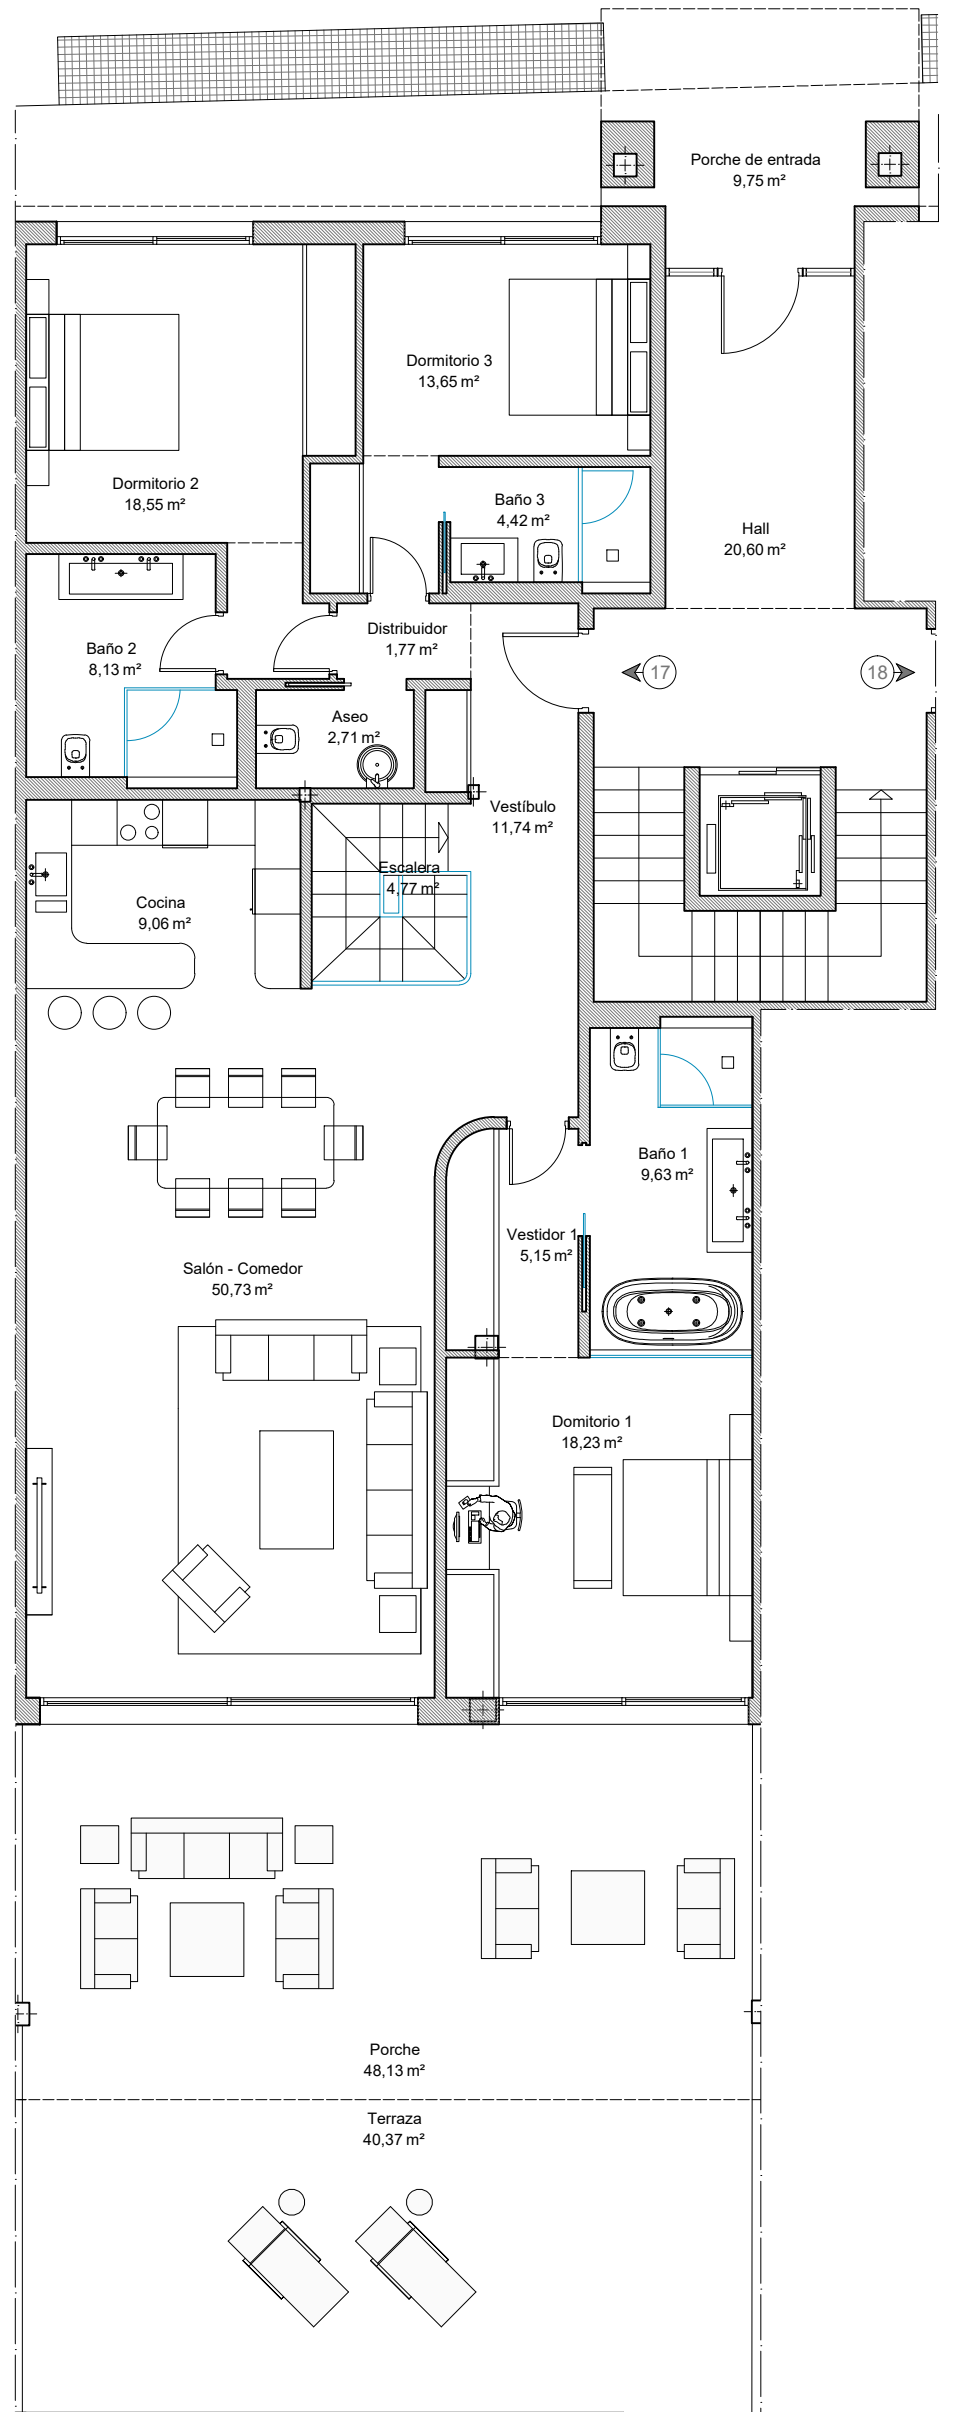 Porche de entrada
9,75 m²
Dormitorio 3
13,65 m²
Dormitorio 2
18,55 m²
Baño 3
4,42 m²
Hall
20,60 m²
Distribuidor
1,77 m²
Baño 2
8,13 m²
17
18
Aseo
2,71 m²
Vestíbulo
11,74 m²
Escalera
4,77 m²
Cocina
9,06 m²
Baño 1
9,63 m²
Vestidor 1
5,15 m²
Salón - Comedor
50,73 m²
Domitorio 1
18,23 m²
Porche
48,13 m²
Terraza
40,37 m²